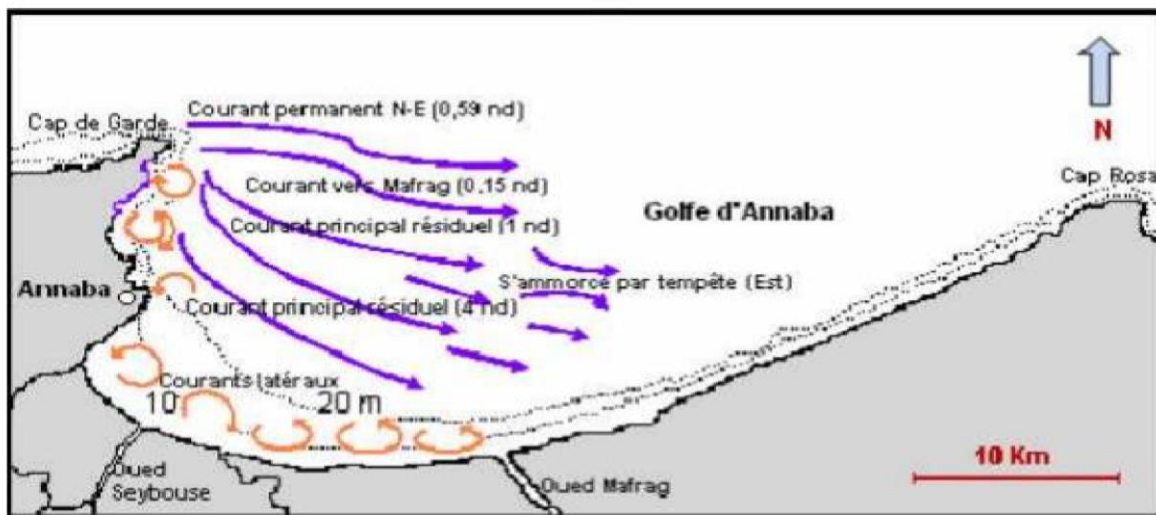 Courant permanent N-E (0,59 nd)
Cap de Garde
N
Courant vers Mafrag (0,15 nd)
Cap Rosa
Golfe d'Annaba
Courant principal résiduel (1 nd)
S'ammorce par tempête (Est)
Annaba
Courant principal résiduel (4 nd)
Courants latéraux
10
20 m
10 Km
Oued
Seybouse
Oued Mafrag